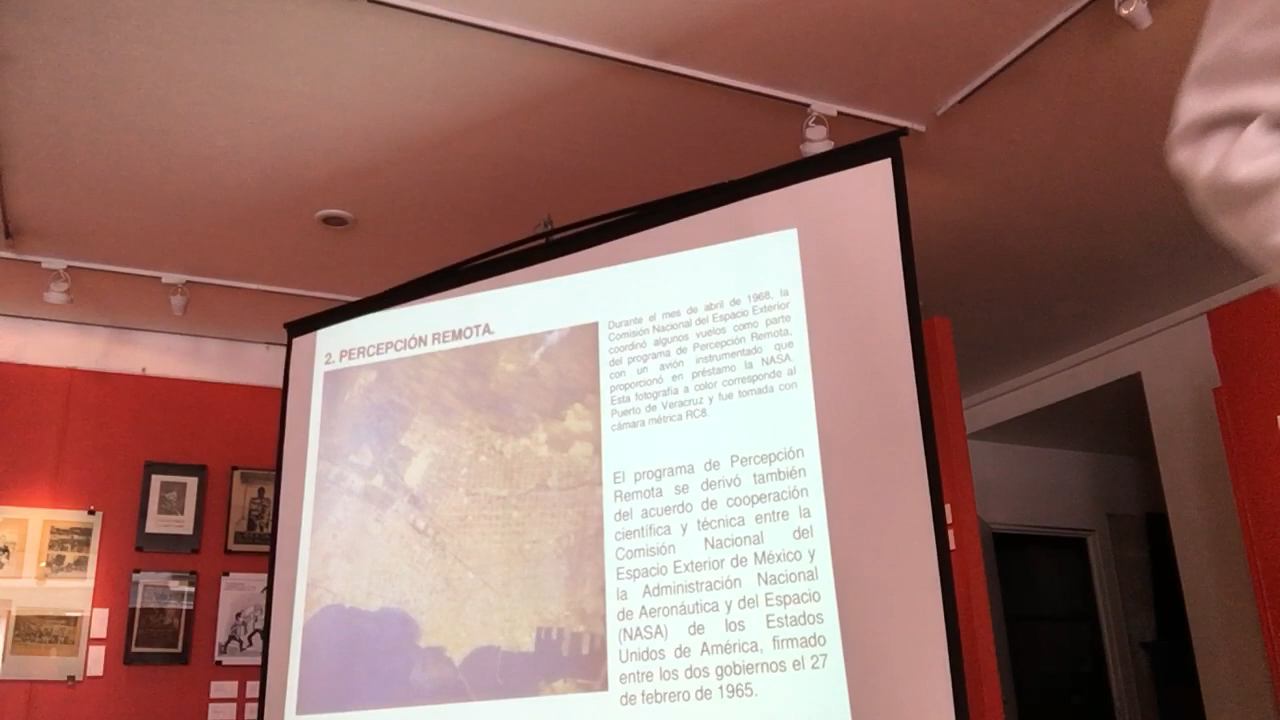 2. PERCEPCIÓN REMOTA.
Durante el mes de abril de 1968, la
Comisión Nacional del Espacio Exterior
coordinó algunos vuelos como parte
del programa de Percepción Remota,
con un avión instrumentado que
proporcionó en préstamo la NASA.
Esta fotografía a color corresponde al
Puerto de Veracruz y fue tomada con
cámara métrica RC8.
El programa de Percepción
Remota se derivó también
del acuerdo de cooperación
científica y técnica entre la
Comisión Nacional del
Espacio Exterior de México y
la Administración Nacional
de Aeronáutica y del Espacio
(NASA) de los Estados
Unidos de América, firmado
entre los dos gobiernos el 27
de febrero de 1965.